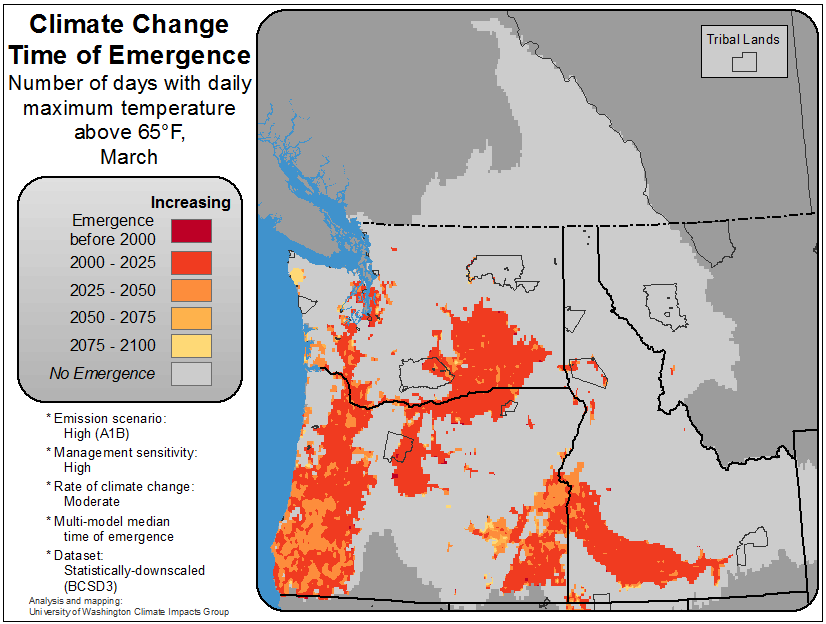 Climate Change
Time of Emergence
Number of days with daily
maximum temperature
above 65°F,
March
Increasing
Emergence
before 2000
2000 - 2025
2025 - 2050
2050 - 2075
2075 - 2100
No Emergence
* Emission scenario:
High (A1B)
* Management sensitivity:
High
* Rate of climate change:
Moderate
* Multi-model median
time of emergence
* Dataset:
Statistically-downscaled
(BCSD3)
Analysis and mapping:
University of Washington Climate Impacts Group
Tribal Lands